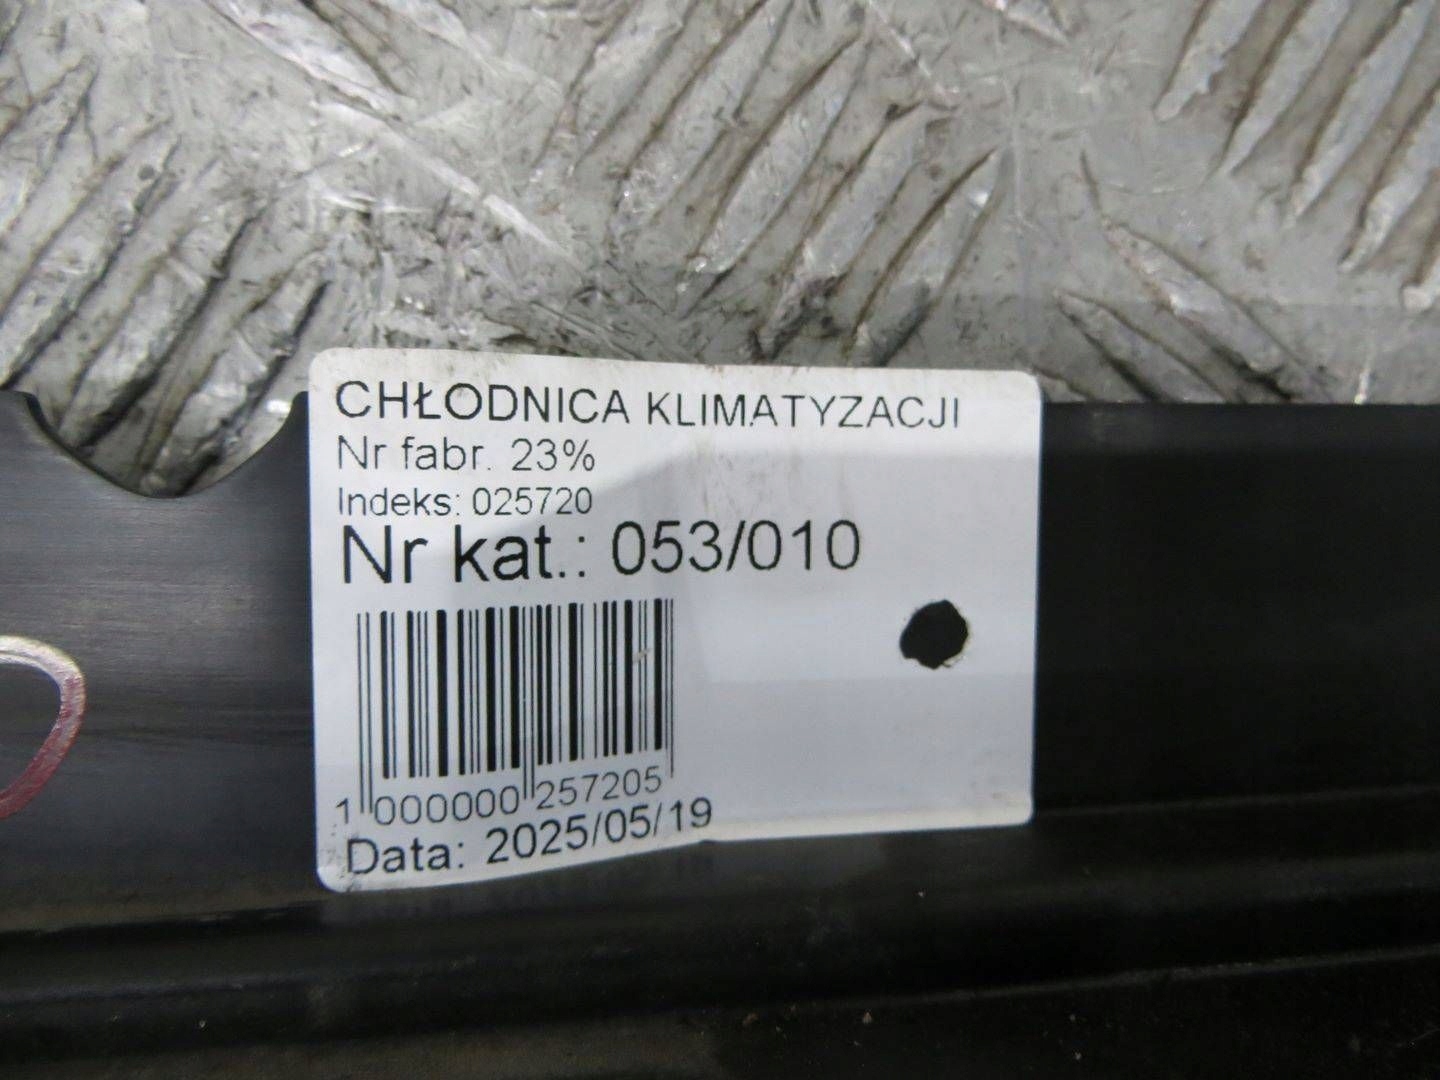 CHŁODNICA KLIMATYZACJI
Nr fabr. 23%
Indeks: 025720
Nr kat.: 053/010
1 000000 257205
Data: 2025/05/19